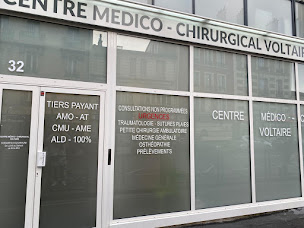 CENTRE MEDICO - CHIRURGICAL VOLTAIRE
32
TIERS PAYANT
AMO - AT
CMU - AME
ALD - 100%
CONSULTATIONS NON PROGRAMMÉES
URGENCES
TRAUMATOLOGIE - SUTURES PLAIES
PETITE CHIRURGIE AMBULATOIRE
MÉDECINE GÉNÉRALE
OSTHÉOPATHIE
PRÉLÈVEMENTS
CENTRE MÉDICO - CHIRURGICAL
VOLTAIRE